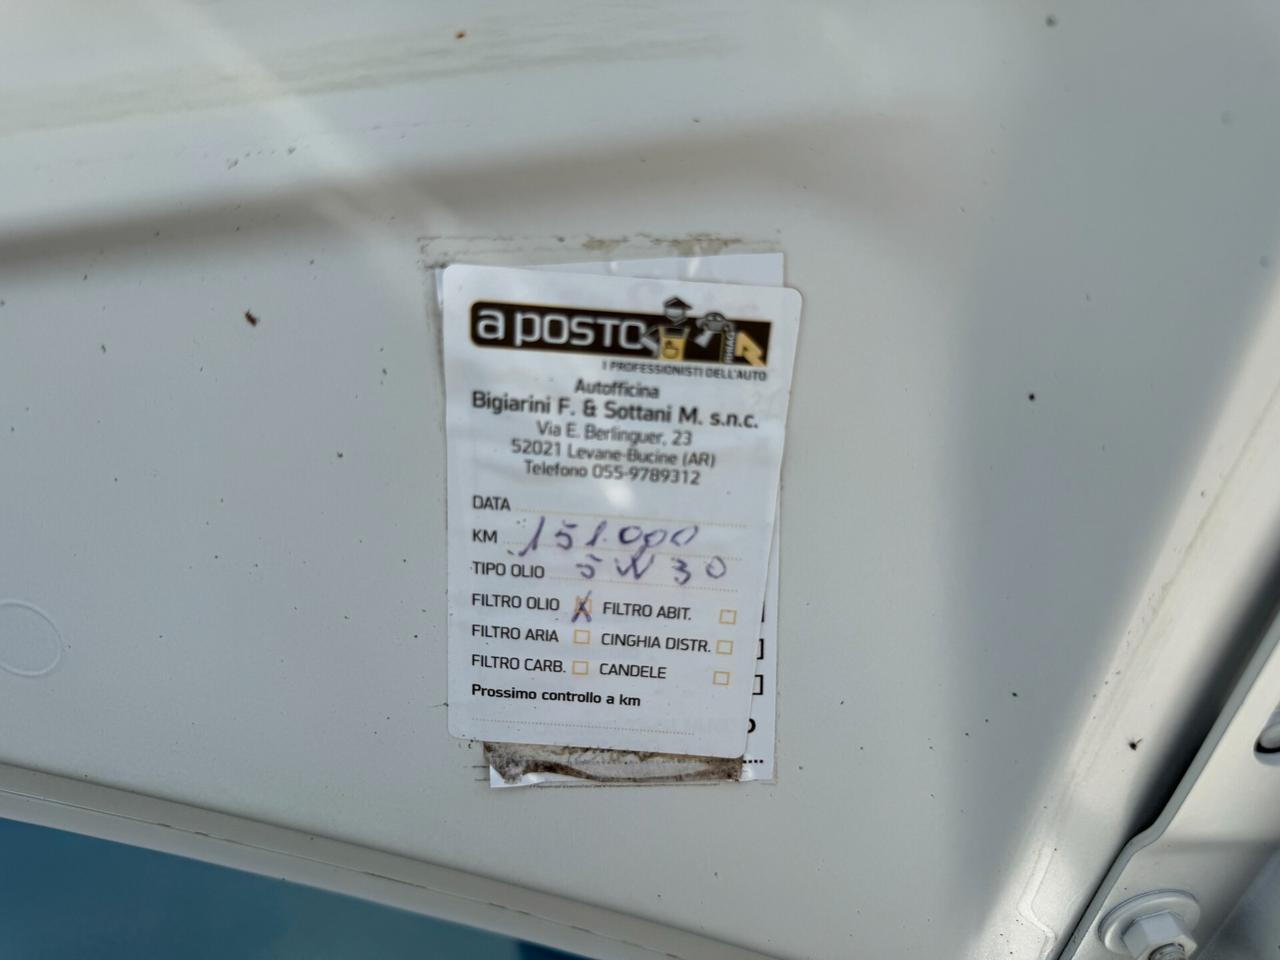 a POSTO
I PROFESSIONISTI DELL'AUTO
Autofficina
Bigiarini F. & Sottani M. s.n.c.
Via E. Berlinguer, 23
52021 Levane-Bucine (AR)
Telefono 055-9789312
DATA
KM 151.000
TIPO OLIO 5W30
FILTRO OLIO X FILTRO ABIT.
FILTRO ARIA CINGHIA DISTR.
FILTRO CARB. CANDELE
Prossimo controllo a km